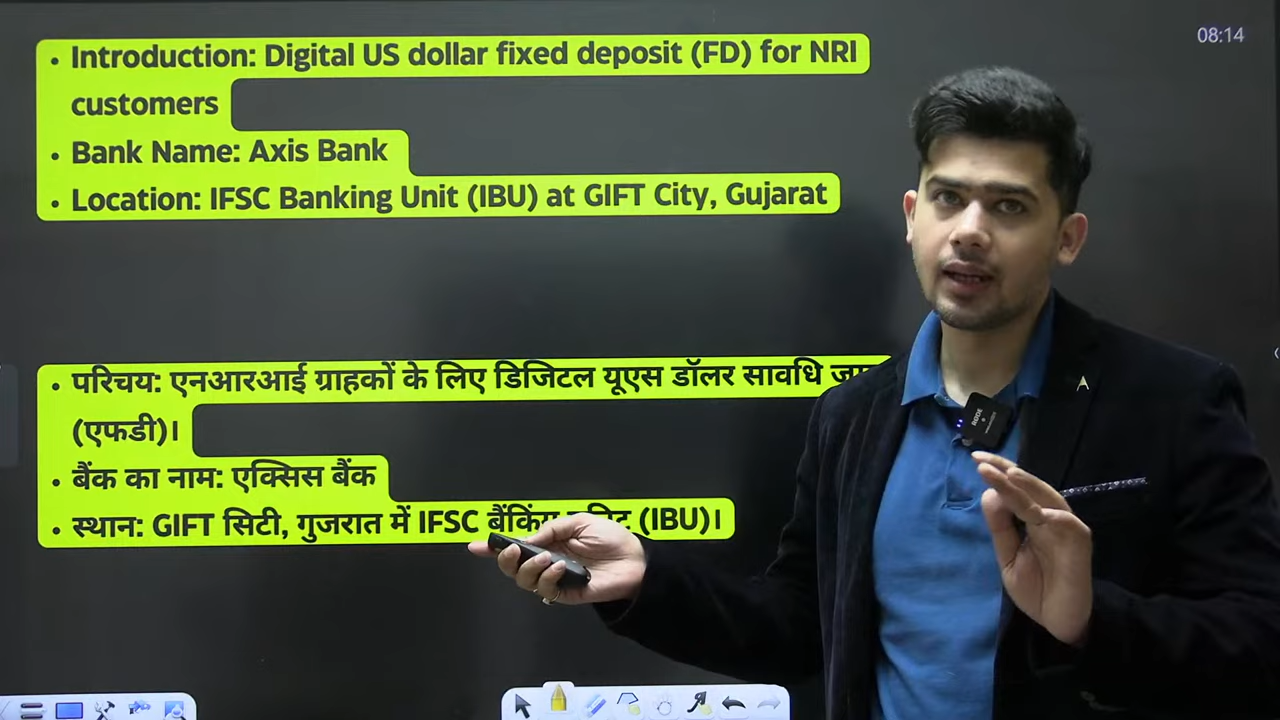 08:14
• Introduction: Digital US dollar fixed deposit (FD) for NRI
customers
• Bank Name: Axis Bank
• Location: IFSC Banking Unit (IBU) at GIFT City, Gujarat
• परिचय: एनआरआई ग्राहकों के लिए डिजिटल यूएस डॉलर सावधि
(एफडी)।
• बैंक का नाम: एक्सिस बैंक
• स्थान: GIFT सिटी, गुजरात में IFSC बैंकिंग (IBU)।
RODE